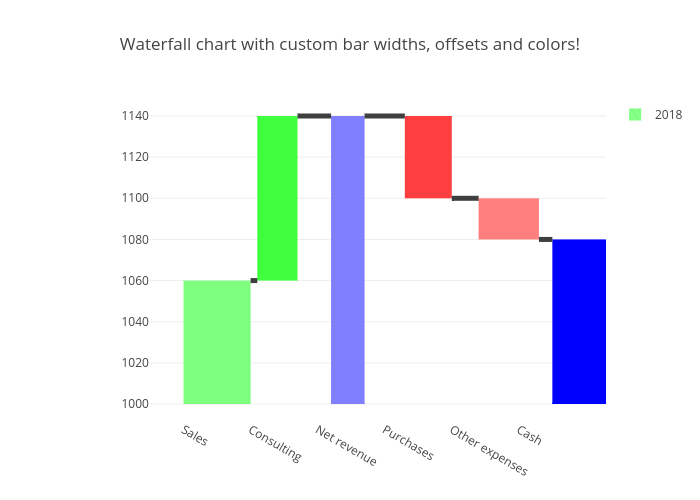 Waterfall chart with custom bar widths, offsets and colors!
2018
1140
1120
1100
1080
1060
1040
1020
1000
Sales
Consulting
Net revenue
Purchases
Other expenses
Cash